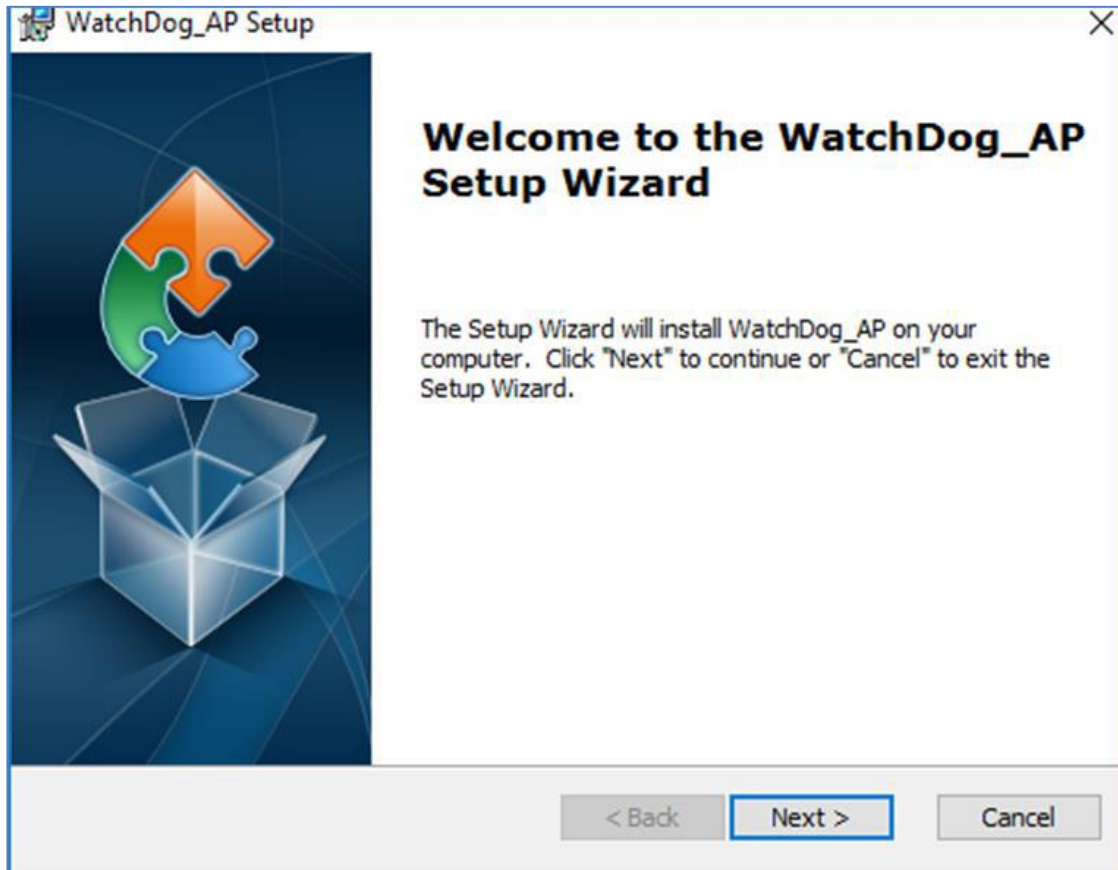 WatchDog_AP Setup
Welcome to the WatchDog_AP
Setup Wizard
The Setup Wizard will install WatchDog_AP on your
computer. Click "Next" to continue or "Cancel" to exit the
Setup Wizard.
< Back
Next >
Cancel